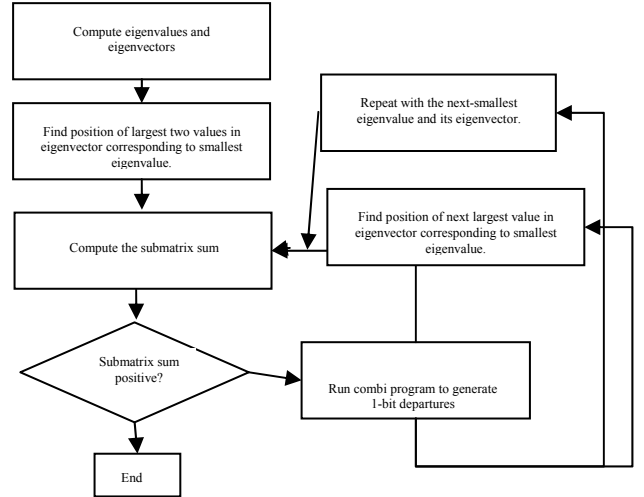 Compute eigenvalues and
eigenvectors
Find position of largest two values in
eigenvector corresponding to smallest
eigenvalue.
Compute the submatrix sum
Submatrix sum
positive?
End
Repeat with the next-smallest
eigenvalue and its eigenvector.
Find position of next largest value in
eigenvector corresponding to smallest
eigenvalue.
Run combi program to generate
1-bit departures